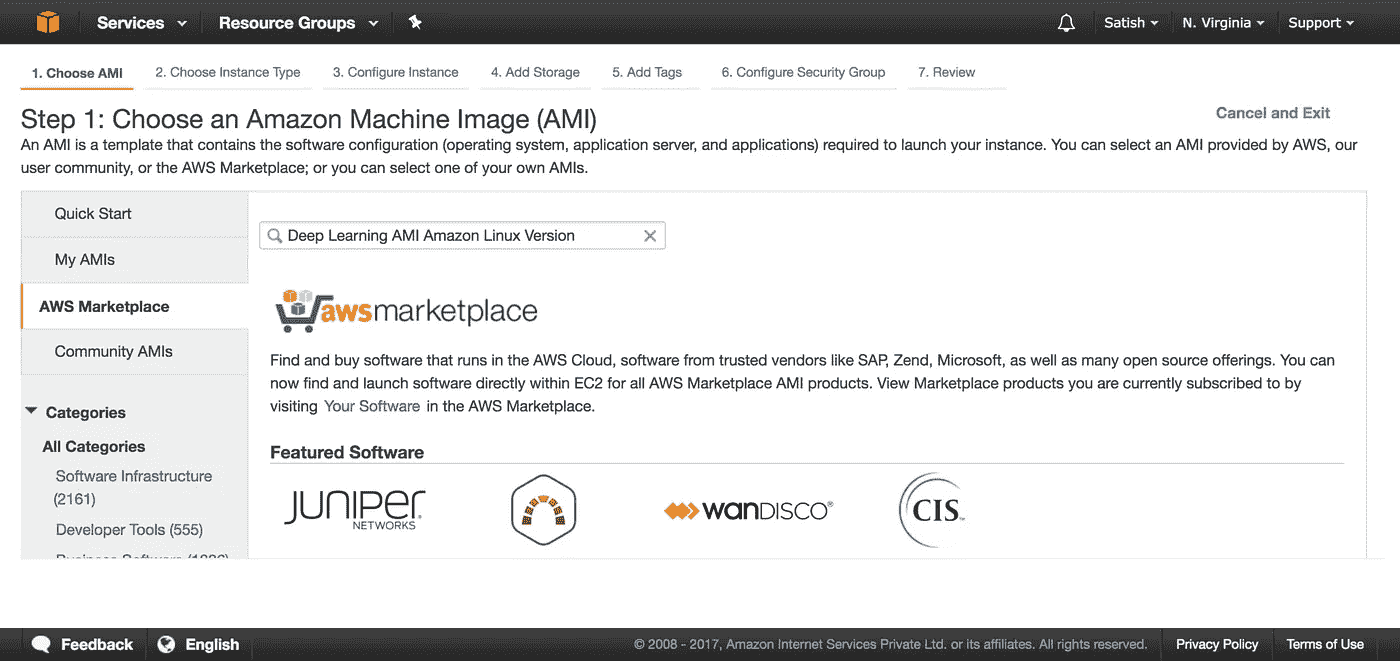 Services Resource Groups Satish N. Virginia Support
1. Choose AMI 2. Choose Instance Type 3. Configure Instance 4. Add Storage 5. Add Tags 6. Configure Security Group 7. Review
Step 1: Choose an Amazon Machine Image (AMI)
Cancel and Exit
An AMI is a template that contains the software configuration (operating system, application server, and applications) required to launch your instance. You can select an AMI provided by AWS, our
user community, or the AWS Marketplace; or you can select one of your own AMIs.
Quick Start
My AMIs
AWS Marketplace
Community AMIs
Categories
All Categories
Software Infrastructure
(2161)
Developer Tools (555)
Deep Learning AMI Amazon Linux Version
awsmarketplace
Find and buy software that runs in the AWS Cloud, software from trusted vendors like SAP, Zend, Microsoft, as well as many open source offerings. You can
now find and launch software directly within EC2 for all AWS Marketplace AMI products. View Marketplace products you are currently subscribed to by
visiting Your Software in the AWS Marketplace.
Featured Software
JUNIPER
NETWORKS
WANDISCO®
CIS
Feedback English © 2008 - 2017, Amazon Internet Services Private Ltd. or its affiliates. All rights reserved. Privacy Policy Terms of Use